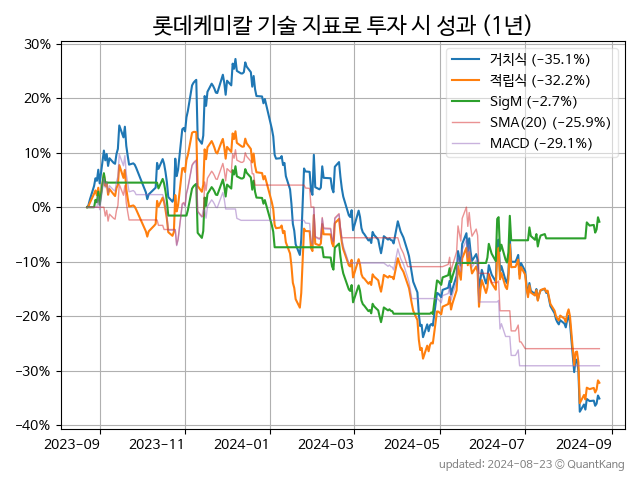 롯데케미칼 기술 지표로 투자 시 성과 (1년)
30%
20%
10%
0%
−10%
−20%
−30%
−40%
거치식 (−35.1%)
적립식 (−32.2%)
SigM (−2.7%)
SMA(20) (−25.9%)
MACD (−29.1%)
2023-09 2023-11 2024-01 2024-03 2024-05 2024-07 2024-09
updated: 2024-08-23 © QuantKang